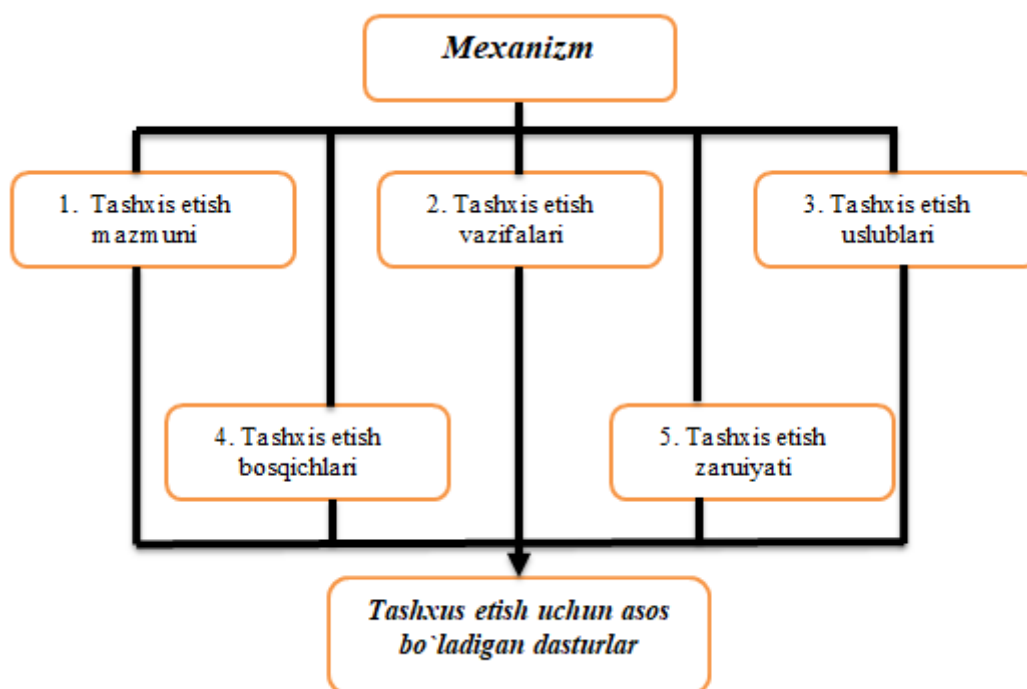 Mexanizm
1. Tashxis etish
mazmuni
2. Tashxis etish
vazifalari
3. Tashxis etish
uslublari
4. Tashxis etish
bosqichlari
5. Tashxis etish
zaruiyati
Tashxus etish uchun asos
bo`ladigan dasturlar